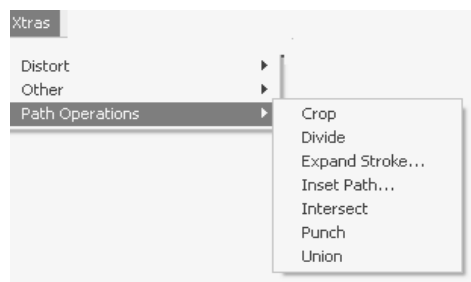 Xtras
Distort
Other
Path Operations
Crop
Divide
Expand Stroke...
Inset Path...
Intersect
Punch
Union